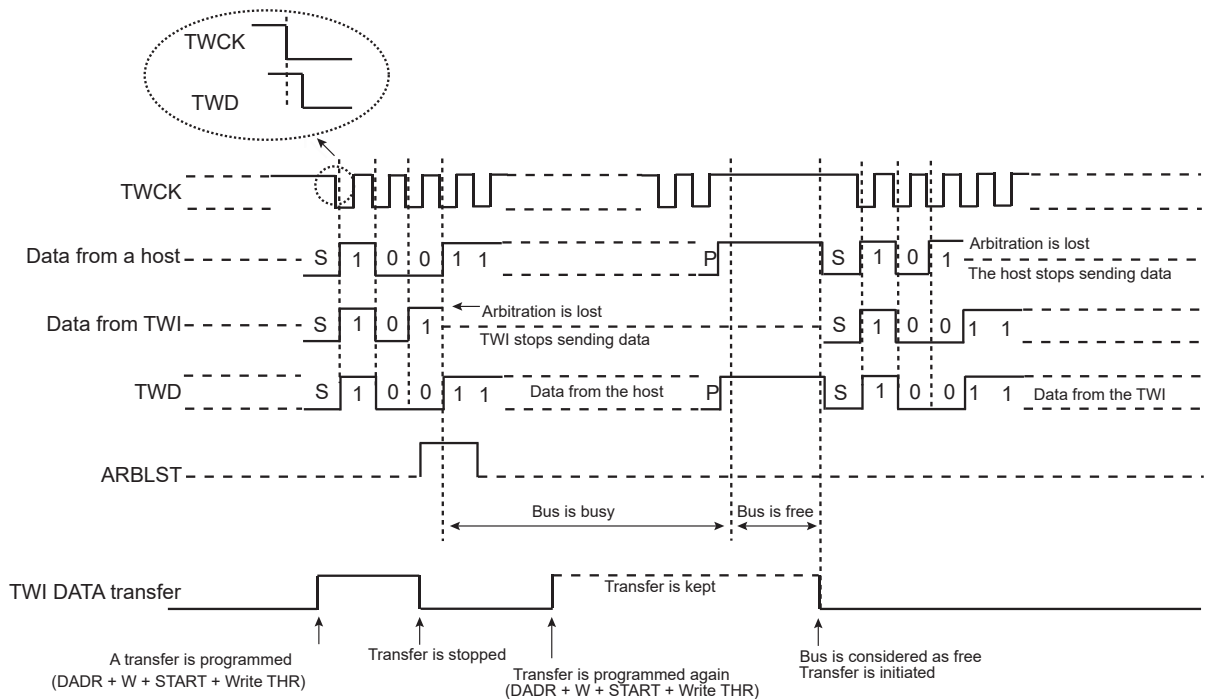 TWCK
TWD
TWCK
Data from a host S 1 0 0 1 1 P S 1 0 1 Arbitration is lost
The host stops sending data
Data from TWI S 1 0 1 Arbitration is lost S 1 0 0 1 1
TWI stops sending data
TWD S 1 0 0 1 1 Data from the host P S 1 0 0 1 1 Data from the TWI
ARBLST
Bus is busy Bus is free
TWI DATA transfer Transfer is kept
A transfer is programmed
(DADR + W + START + Write THR)
Transfer is stopped
Transfer is programmed again
(DADR + W + START + Write THR)
Bus is considered as free
Transfer is initiated